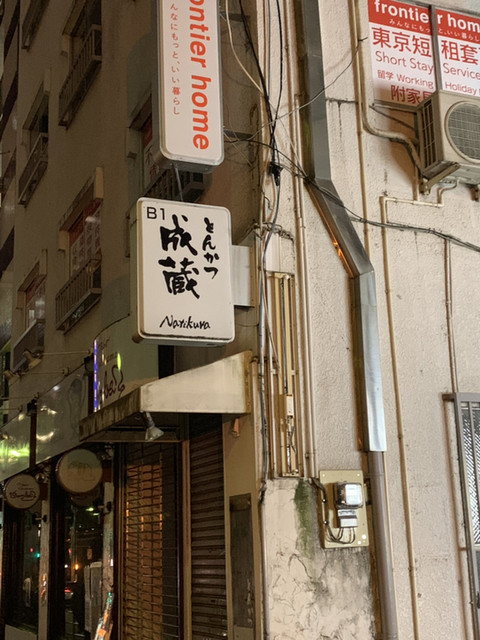 frontier home
みんなにもっと、いい暮らし
frontier home
みんなにもっと、いい暮らし
東京短租套
Short Stay Service
留学 Working Holiday
附家
B1
とんかつ
成蔵
Narikura